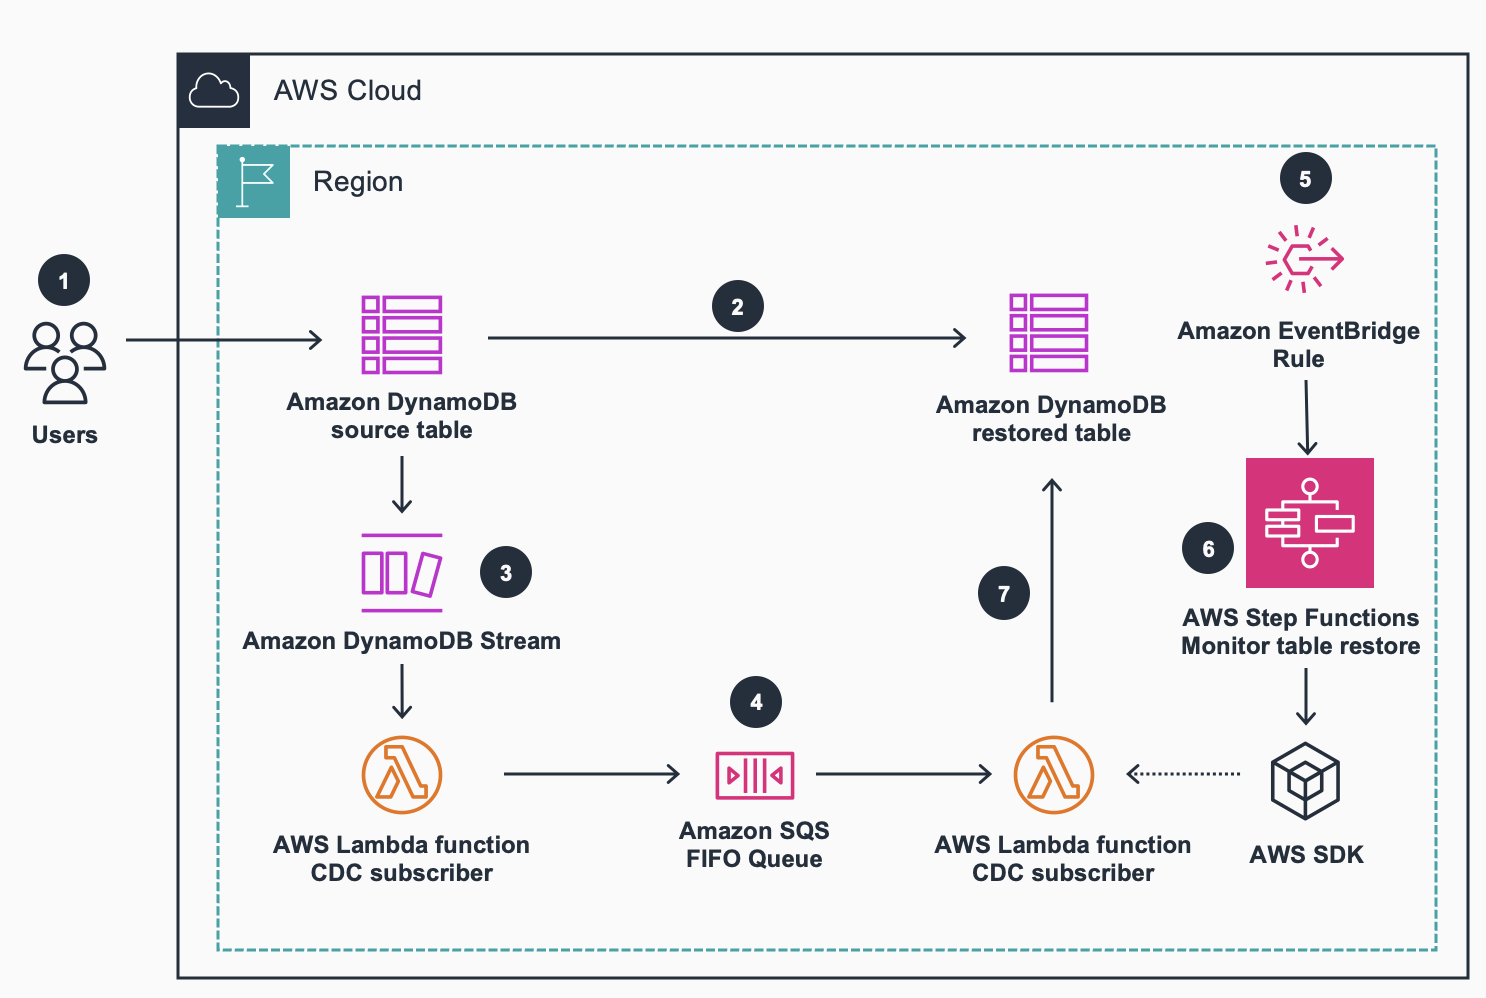 AWS Cloud
Region
5
1
2
Amazon EventBridge
Rule
Amazon DynamoDB
source table
Amazon DynamoDB
restored table
Users
3
6
7
AWS Step Functions
Monitor table restore
Amazon DynamoDB Stream
4
AWS Lambda function
CDC subscriber
Amazon SQS
FIFO Queue
AWS Lambda function
CDC subscriber
AWS SDK